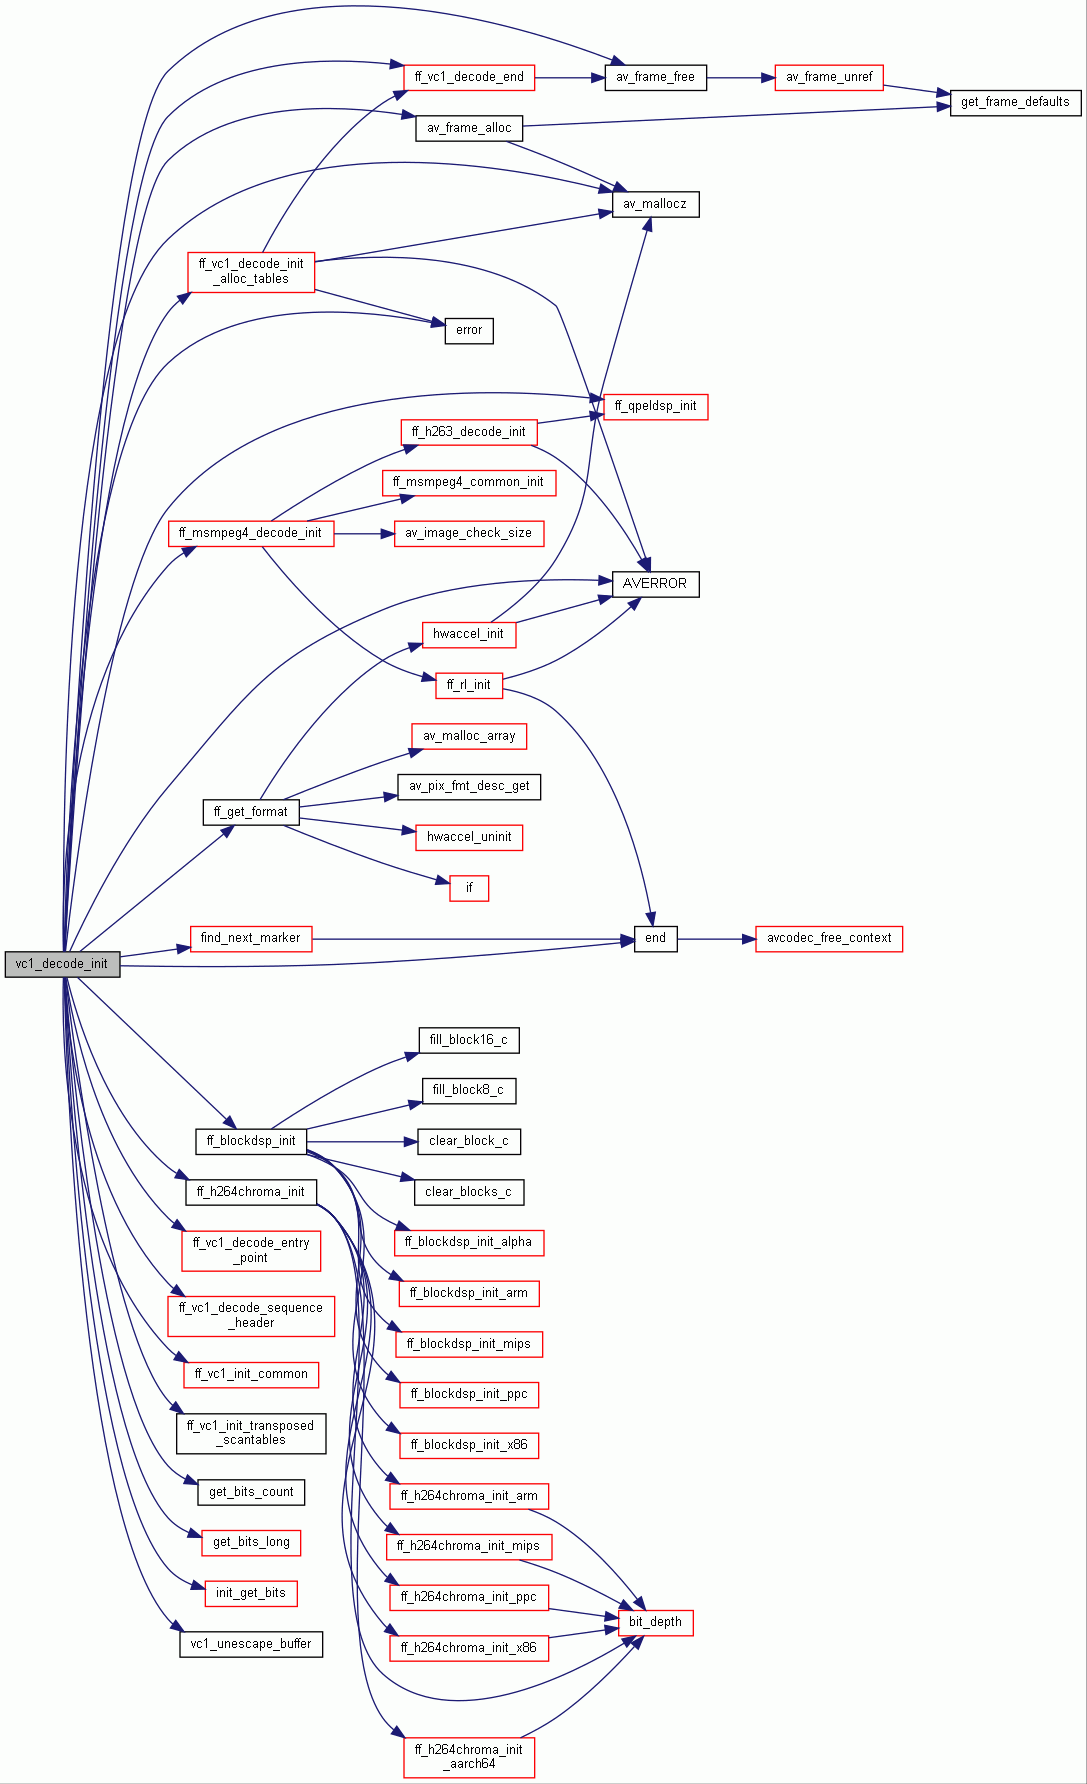 ff_vc1_decode_end
av_frame_free
av_frame_unref
get_frame_defaults
av_frame_alloc
av_mallocz
ff_vc1_decode_init
_alloc_tables
error
ff_qpeldsp_init
ff_h263_decode_init
ff_msmpeg4_common_init
ff_msmpeg4_decode_init
av_image_check_size
AVERROR
hwaccel_init
ff_rl_init
av_malloc_array
av_pix_fmt_desc_get
ff_get_format
hwaccel_uninit
if
find_next_marker
end
avcodec_free_context
vc1_decode_init
fill_block16_c
fill_block8_c
ff_blockdsp_init
clear_block_c
clear_blocks_c
ff_h264chroma_init
ff_blockdsp_init_alpha
ff_vc1_decode_entry
_point
ff_blockdsp_init_arm
ff_vc1_decode_sequence
_header
ff_blockdsp_init_mips
ff_vc1_init_common
ff_blockdsp_init_ppc
ff_vc1_init_transposed
_scantables
ff_blockdsp_init_x86
get_bits_count
ff_h264chroma_init_arm
get_bits_long
ff_h264chroma_init_mips
init_get_bits
ff_h264chroma_init_ppc
bit_depth
vc1_unescape_buffer
ff_h264chroma_init_x86
ff_h264chroma_init
_aarch64